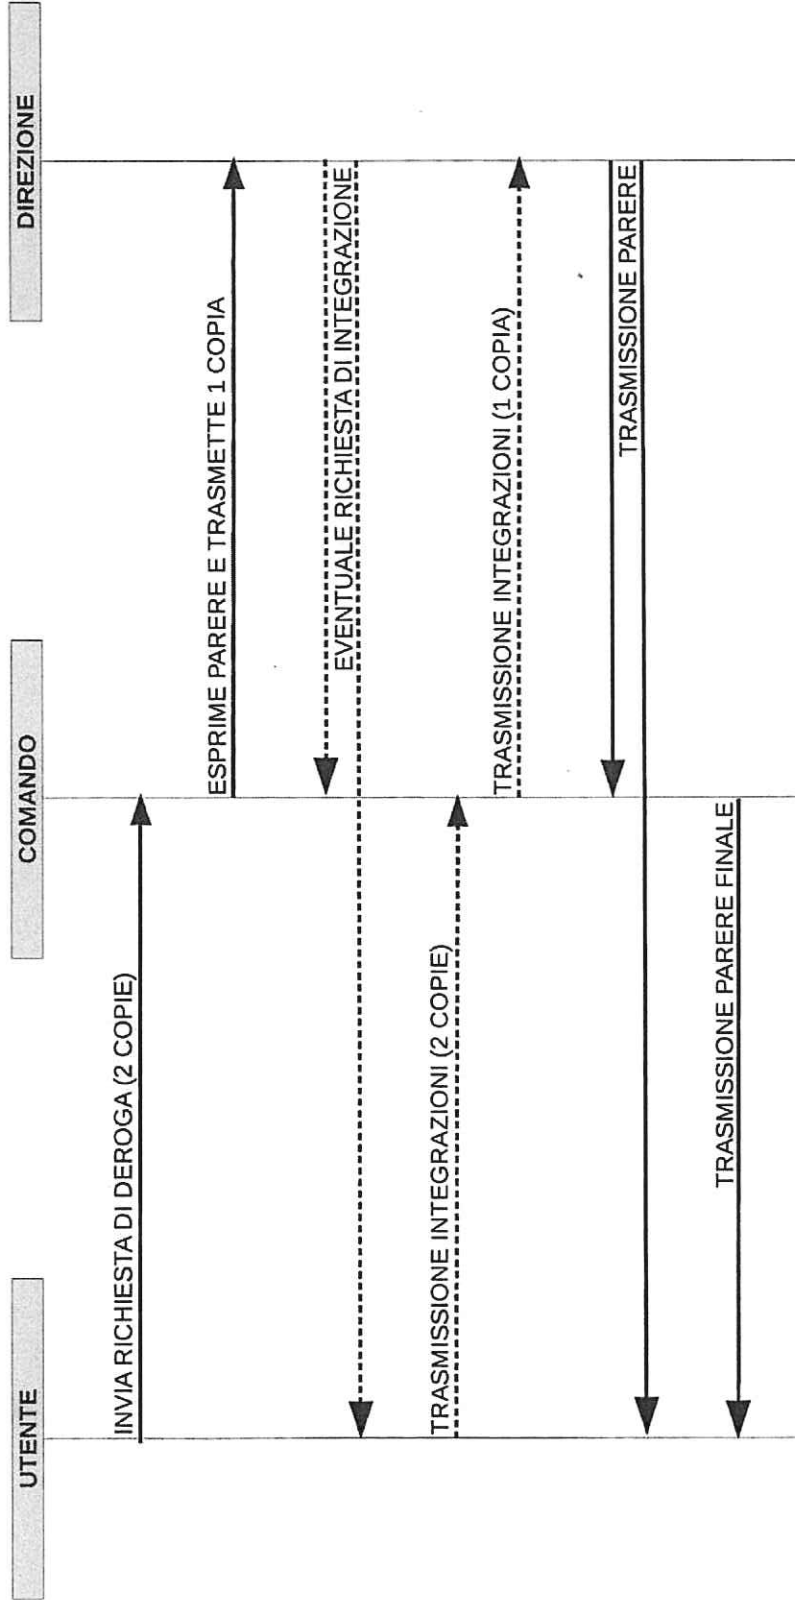 UTENTE
COMANDO
DIREZIONE
INVIA RICHIESTA DI DEROGA (2 COPIE)
ESPRIME PARERE E TRASMETTE 1 COPIA
EVENTUALE RICHIESTA DI INTEGRAZIONE
TRASMISSIONE INTEGRAZIONI (2 COPIE)
TRASMISSIONE INTEGRAZIONI (1 COPIA)
TRASMISSIONE PARERE
TRASMISSIONE PARERE FINALE